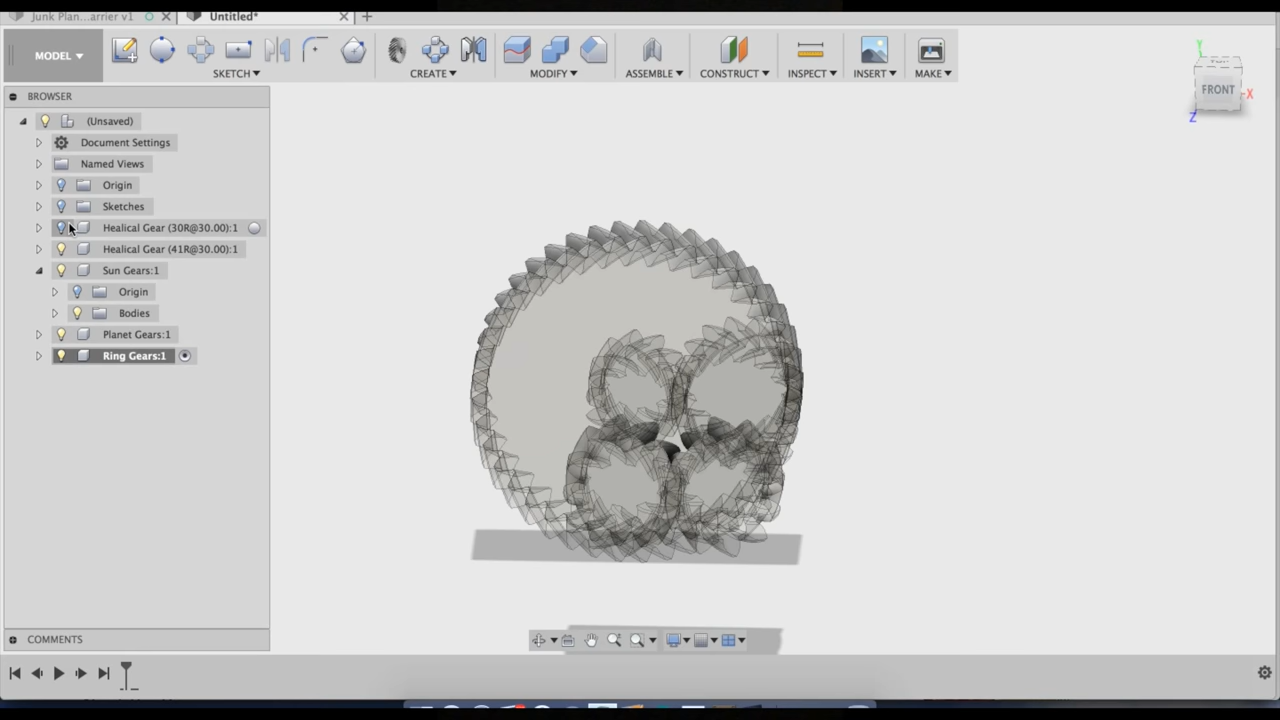 Junk Plan...arrier v1
Untitled*
MODEL
SKETCH
CREATE
MODIFY
ASSEMBLE
CONSTRUCT
INSPECT
INSERT
MAKE
Y
FRONT
X
Z
BROWSER
(Unsaved)
Document Settings
Named Views
Origin
Sketches
Healical Gear (30R@30.00):1
Healical Gear (41R@30.00):1
Sun Gears:1
Origin
Bodies
Planet Gears:1
Ring Gears:1
COMMENTS